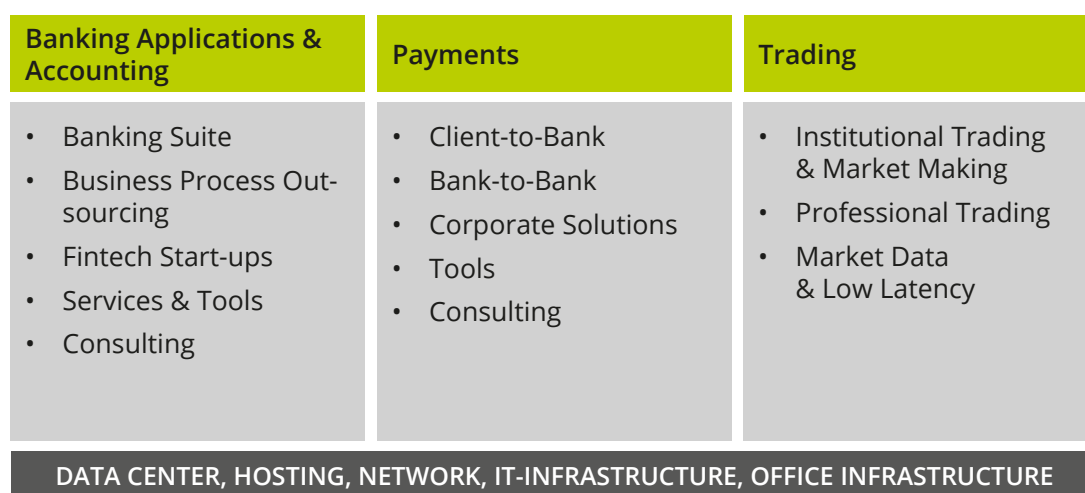 Banking Applications &
Accounting
• Banking Suite
• Business Process Out-
sourcing
• Fintech Start-ups
• Services & Tools
• Consulting
Payments
• Client-to-Bank
• Bank-to-Bank
• Corporate Solutions
• Tools
• Consulting
Trading
• Institutional Trading
& Market Making
• Professional Trading
• Market Data
& Low Latency
DATA CENTER, HOSTING, NETWORK, IT-INFRASTRUCTURE, OFFICE INFRASTRUCTURE